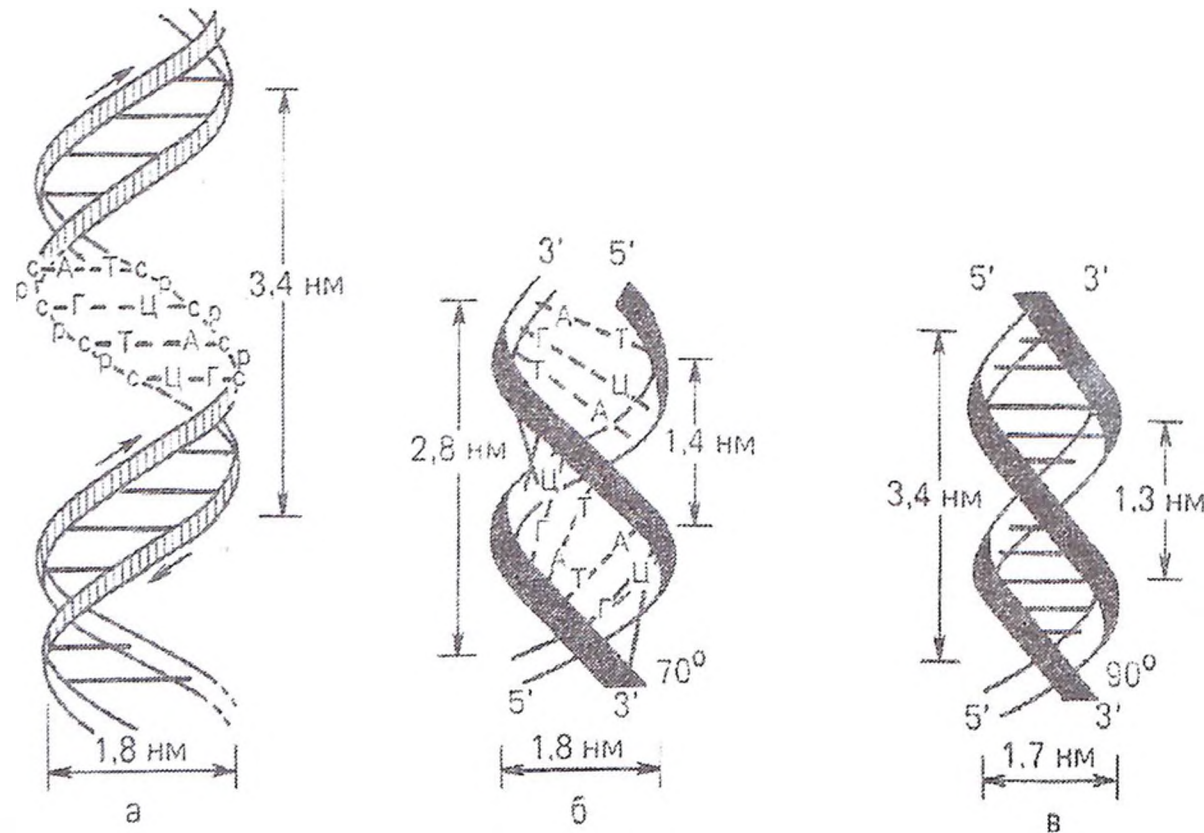 с А Т с
р р
с Г Ц с
р р
с Т А с
р р
с Ц Г с
3,4 нм
1,8 нм
а
3' 5'
А
Г Т
Т Ц
А
2,8 нм
1,4 нм
Г Ц
Т
Г
А А
Т Ц
Г
70°
5' 3'
1,8 нм
б
5' 3'
3,4 нм
1,3 нм
90°
5' 3'
1,7 нм
в